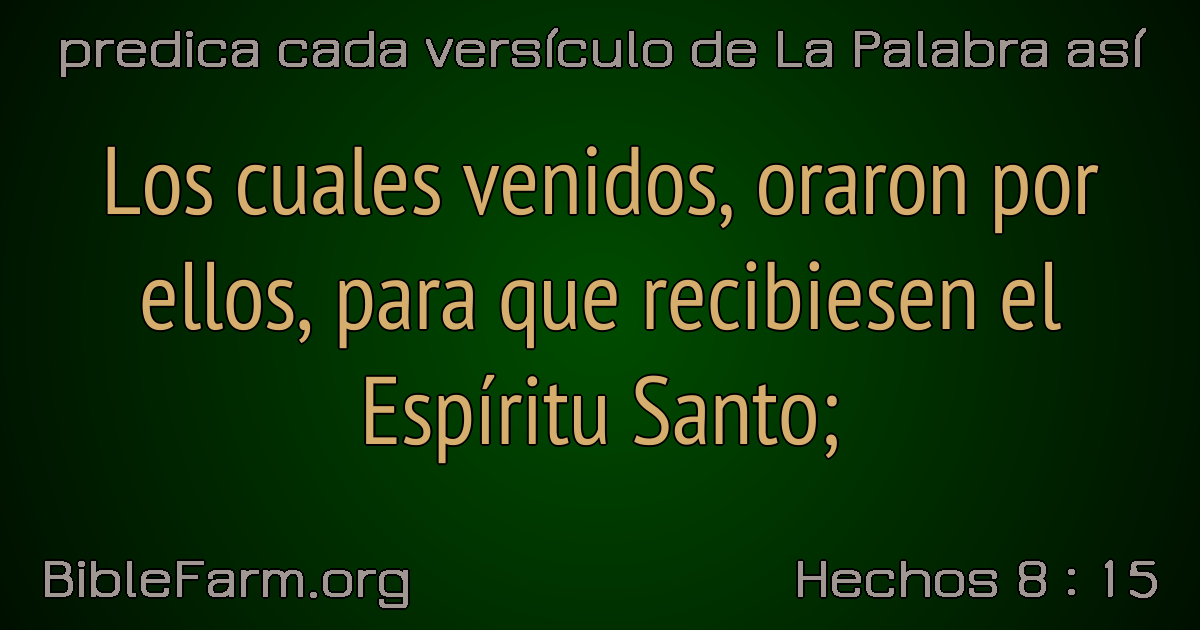 predica cada versículo de La Palabra así
Los cuales venidos, oraron por
ellos, para que recibiesen el
Espíritu Santo;
BibleFarm.org
Hechos 8 : 15